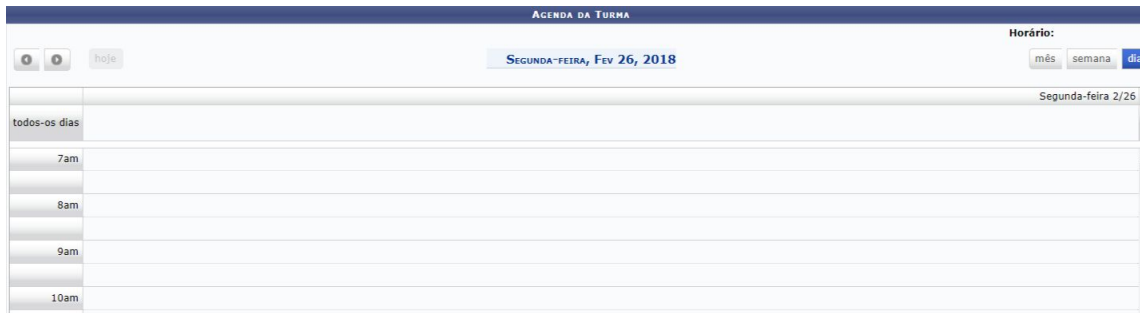 AGENDA DA TURMA
Horário:
hoje
SEGUNDA-FEIRA, FEV 26, 2018
mês semana dia
Segunda-feira 2/26
todos-os dias
7am
8am
9am
10am